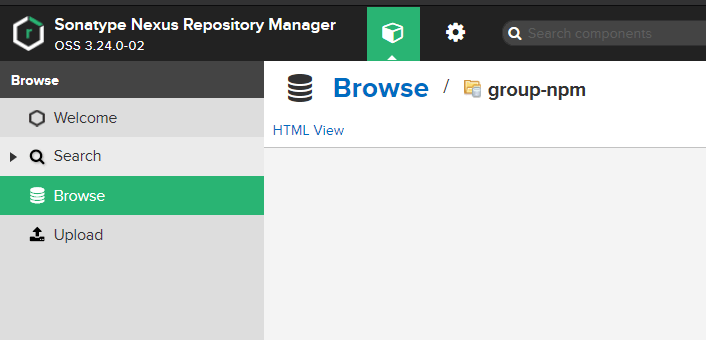 Sonatype Nexus Repository Manager
OSS 3.24.0-02
Search components
Browse
Welcome
Search
Browse
Upload
Browse / group-npm
HTML View